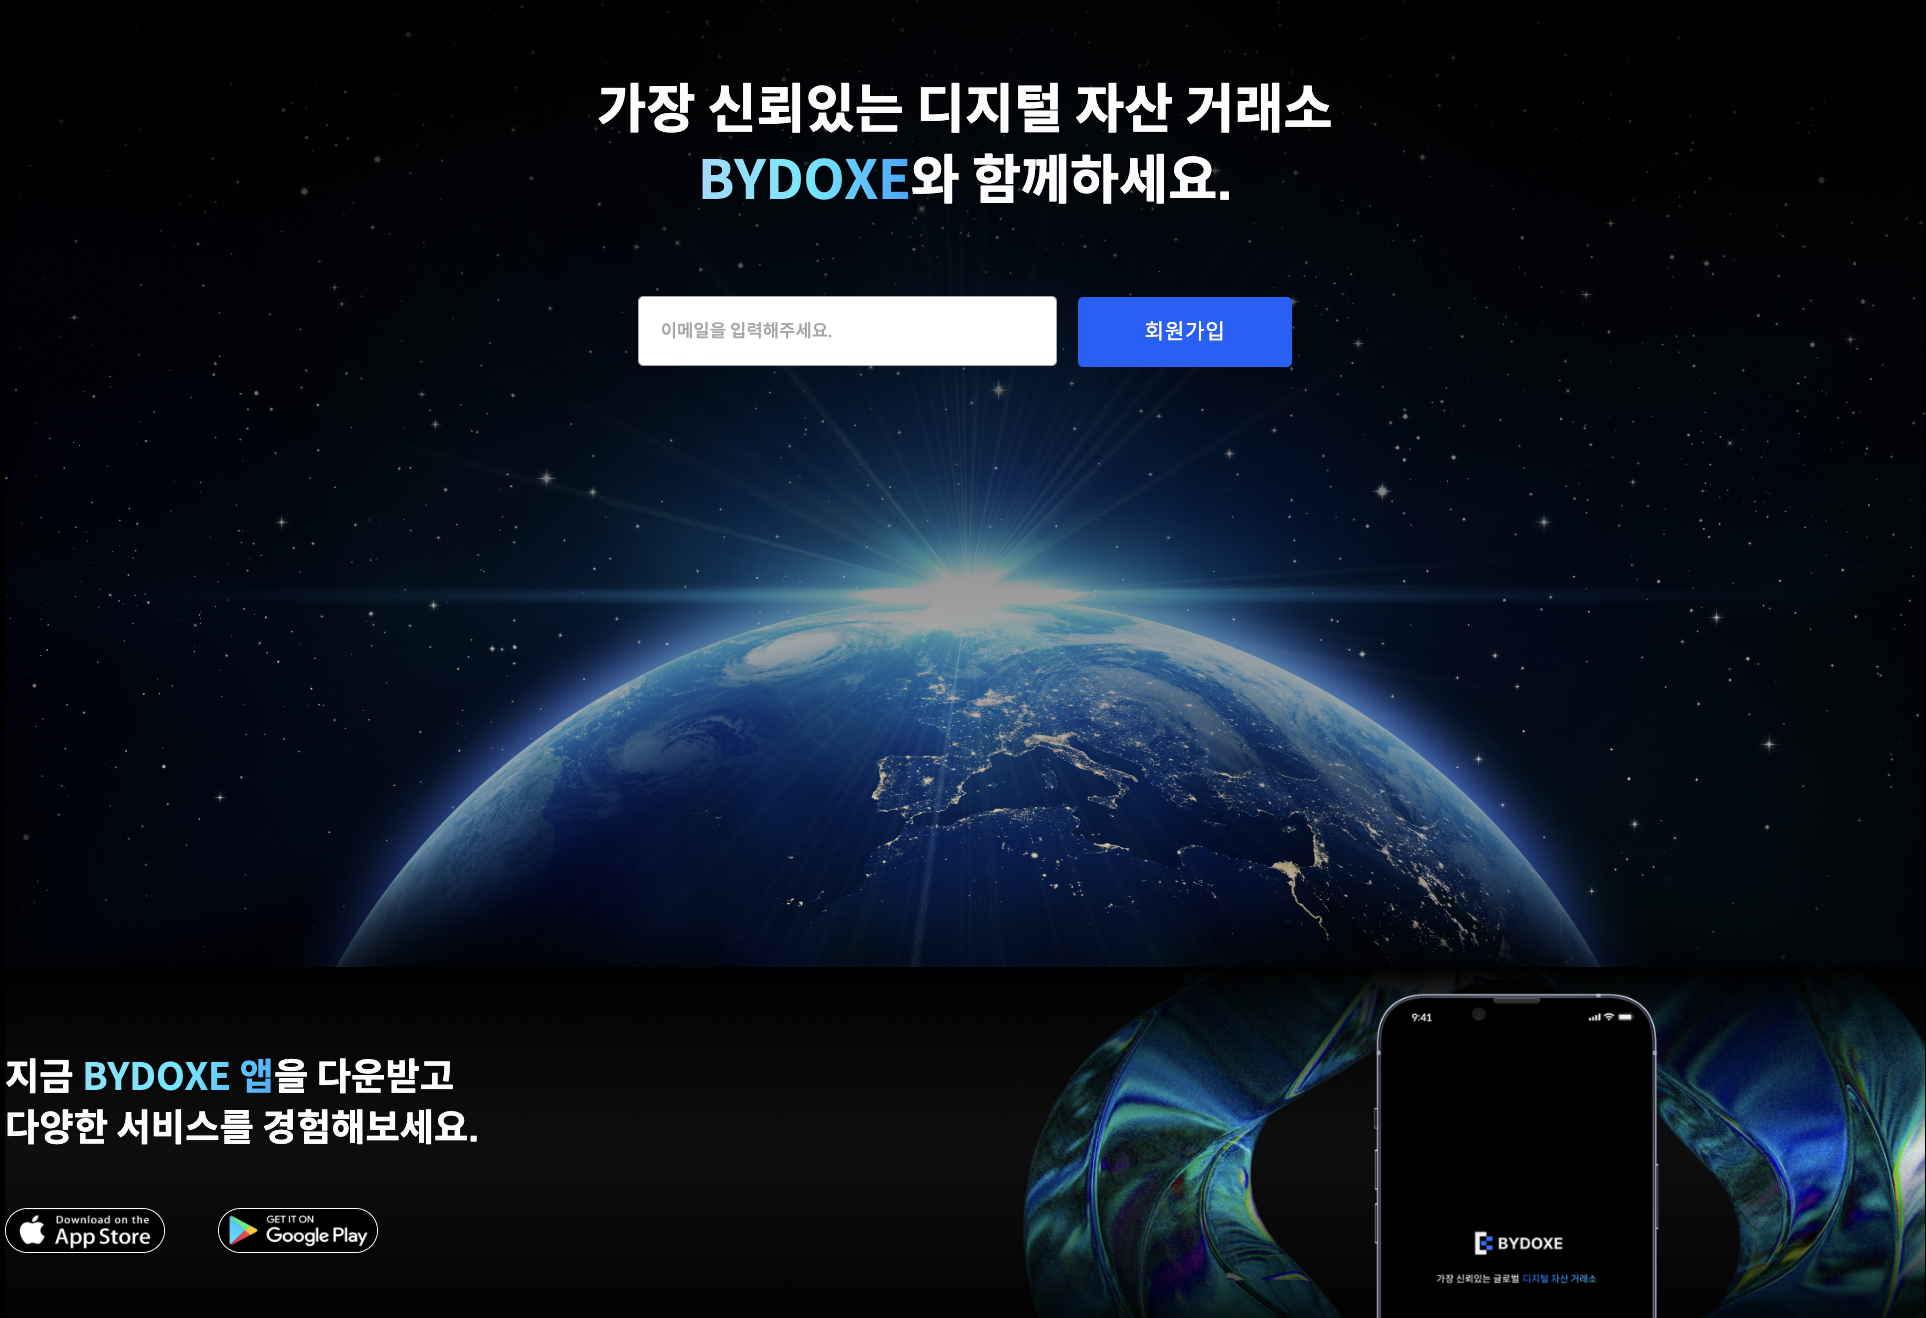 가장 신뢰있는 디지털 자산 거래소
BYDOXE와 함께하세요.
이메일을 입력해주세요.
회원가입
지금 BYDOXE 앱을 다운받고
다양한 서비스를 경험해보세요.
Download on the
App Store
GET IT ON
Google Play
9:41
BYDOXE
가장 신뢰있는 글로벌 디지털 자산 거래소